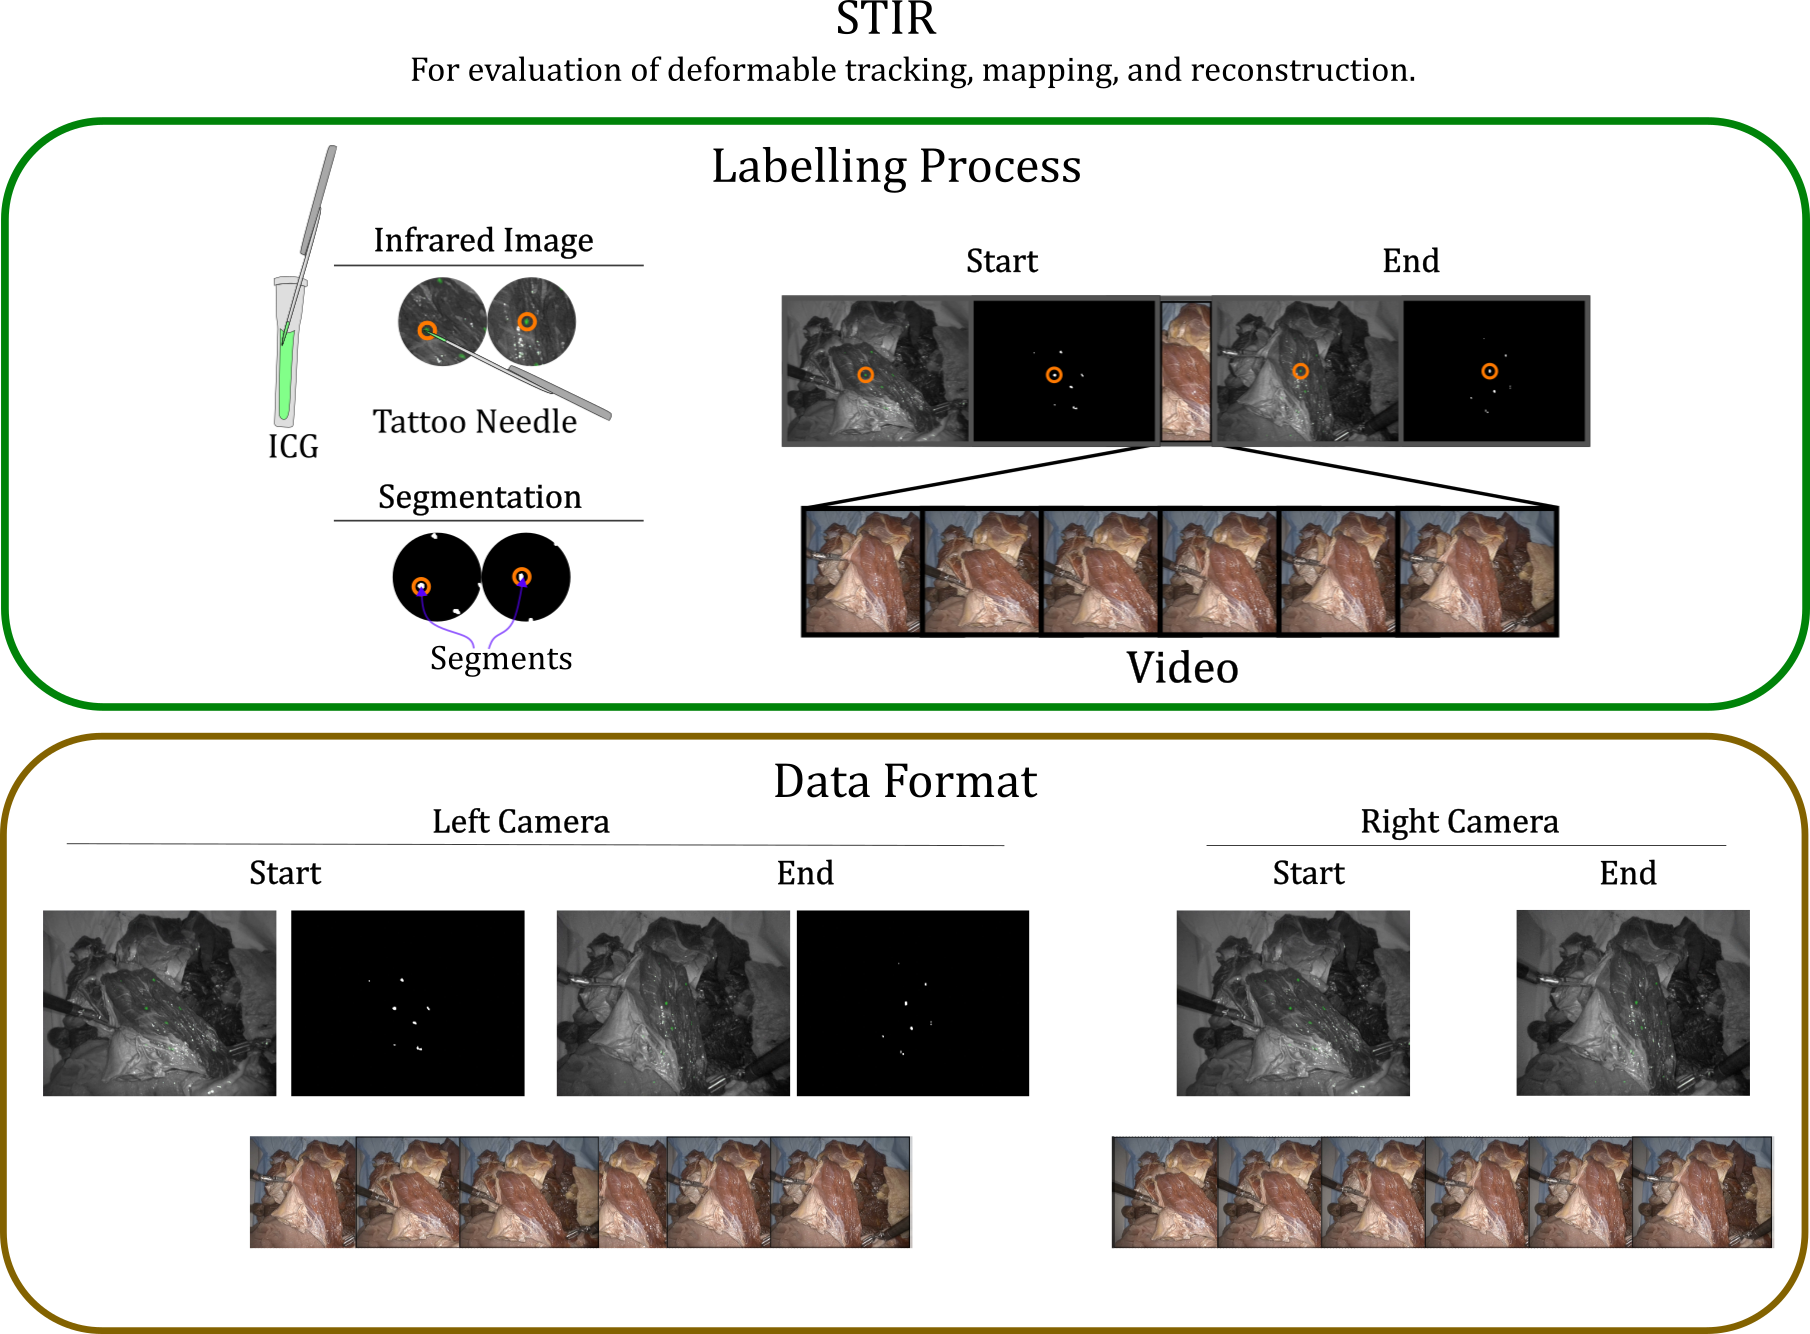 STIR
For evaluation of deformable tracking, mapping, and reconstruction.
Labelling Process
Infrared Image
Tattoo Needle
ICG
Segmentation
Segments
Start
End
Video
Data Format
Left Camera
Start
End
Right Camera
Start
End